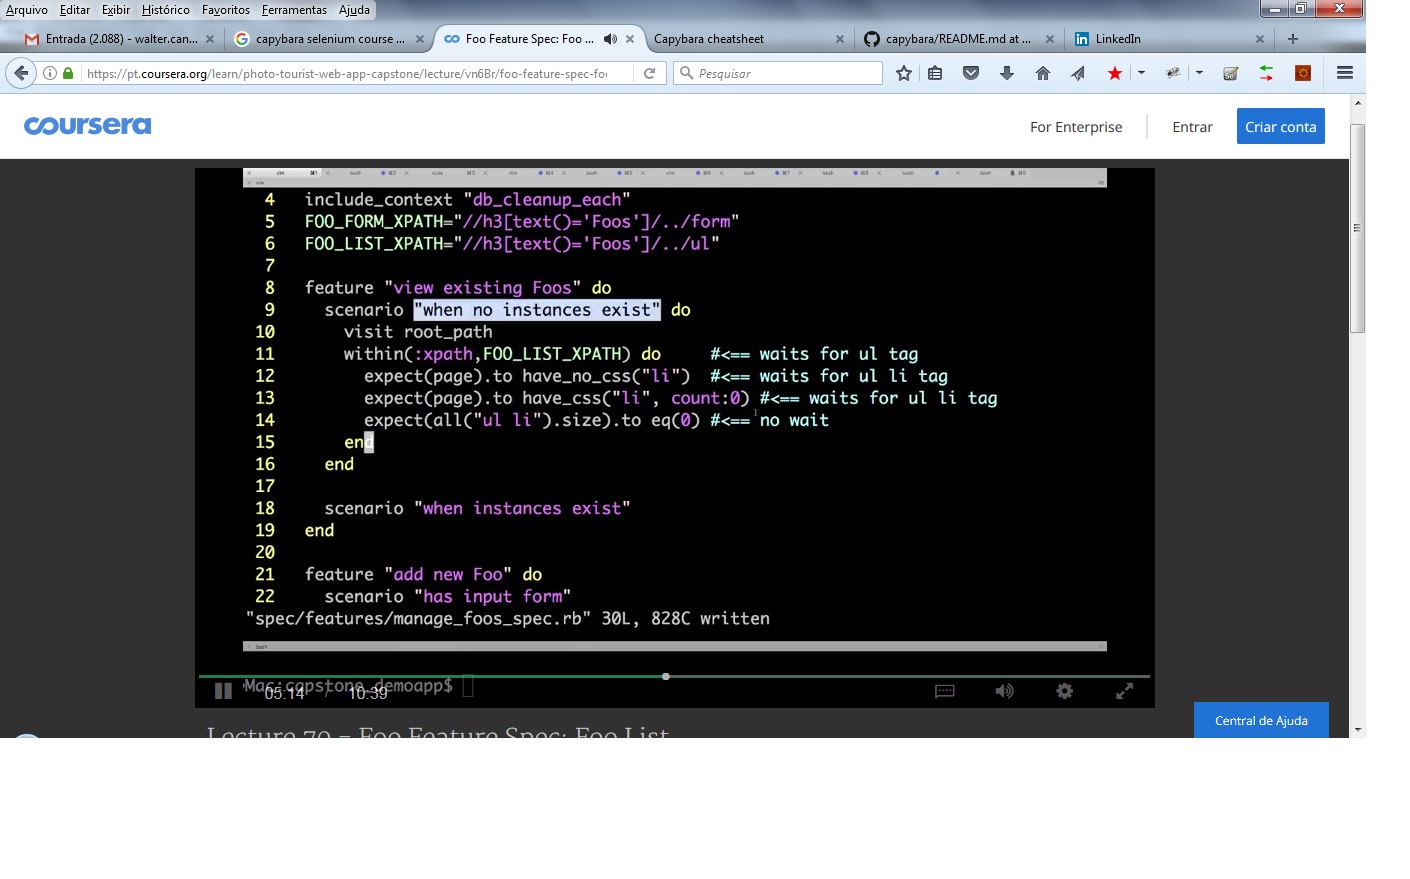 Arquivo Editar Exibir Histórico Favoritos Ferramentas Ajuda
Entrada (2.088) - walter.can... capybara selenium course ... Foo Feature Spec: Foo ... Capybara cheatsheet capybara/README.md at ... LinkedIn
https://pt.coursera.org/learn/photo-tourist-web-app-capstone/lecture/vn6Br/foo-feature-spec-fo Pesquisar
coursera For Enterprise Entrar Criar conta
4 include_context "db_cleanup_each"
5 FOO_FORM_XPATH="//h3[text()='Foos']/../form"
6 FOO_LIST_XPATH="//h3[text()='Foos']/../ul"
7
8 feature "view existing Foos" do
9 scenario "when no instances exist" do
10 visit root_path
11 within(:xpath,FOO_LIST_XPATH) do #<== waits for ul tag
12 expect(page).to have_no_css("li") #<== waits for ul li tag
13 expect(page).to have_css("li", count:0) #<== waits for ul li tag
14 expect(all("ul li").size).to eq(0) #<== no wait
15 end
16 end
17
18 scenario "when instances exist"
19 end
20
21 feature "add new Foo" do
22 scenario "has input form"
"spec/features/manage_foos_spec.rb" 30L, 828C written
Mac:capstone_demoapp$
05:14 / 10:39
Lecture 70 – Foo Feature Spec: Foo List
Central de Ajuda